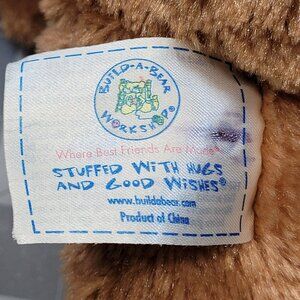 BUILD-A-BEAR
WORKSHOP®
Where Best Friends Are Made®
STUFFED WITH HUGS
AND GOOD WISHES®
www.buildabear.com
Product of China